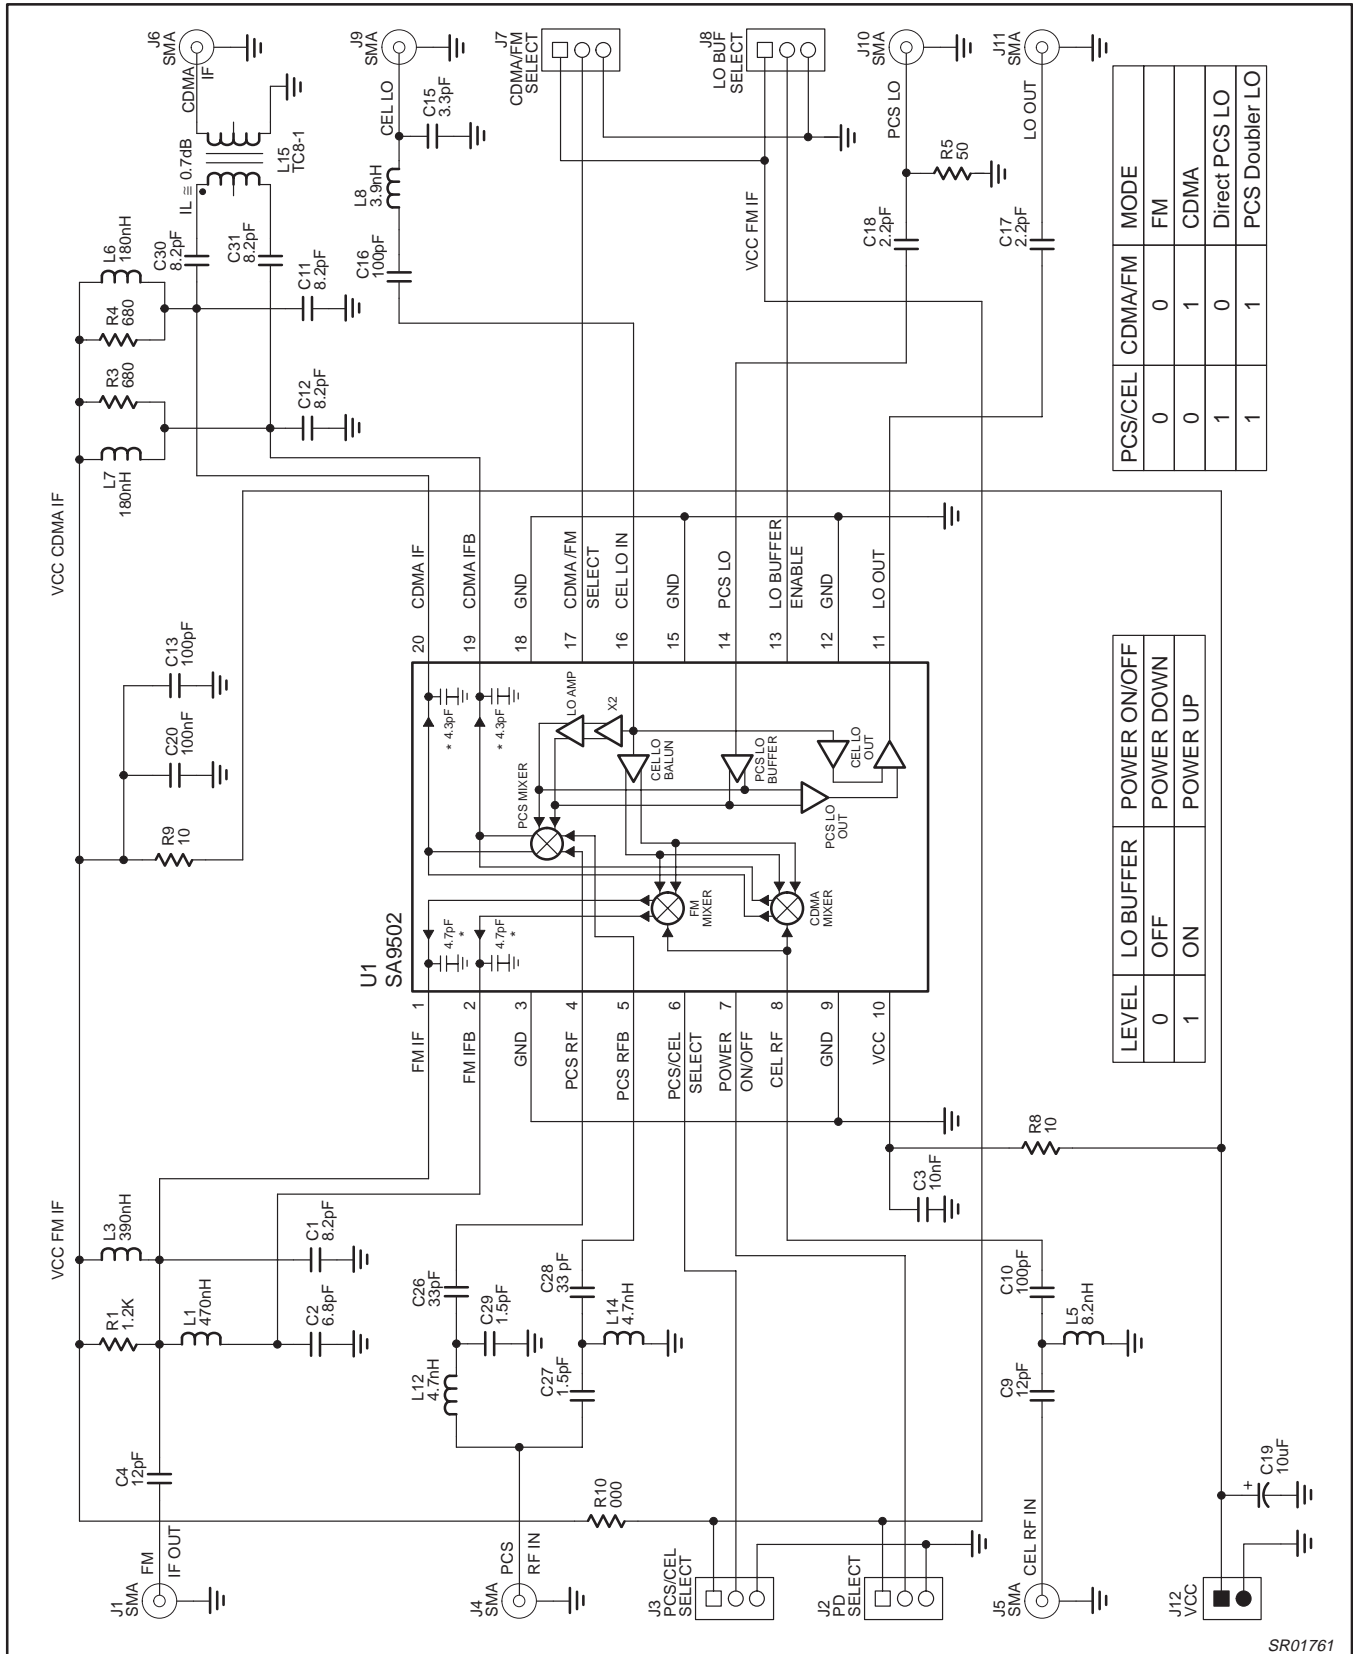 J6
SMA
CDMA
IF
IL ≅ 0.7dB
L15
TC8-1
J9
SMA
CEL LO
C15
3.3pF
L8
3.9nH
C16
100pF
J7
CDMA/FM
SELECT
J8
LO BUF
SELECT
VCC FM IF
J10
SMA
PCS LO
R5
50
C18
2.2pF
J11
SMA
LO OUT
C17
2.2pF
L6
180nH
R4
680
R3
680
L7
180nH
C30
8.2pF
C31
8.2pF
C11
8.2pF
C12
8.2pF
VCC CDMA IF
C13
100pF
C20
100nF
R9
10
PCS/CEL CDMA/FM MODE
0 0 FM
0 1 CDMA
1 0 Direct PCS LO
1 1 PCS Doubler LO
20 CDMA IF
19 CDMA IFB
18 GND
17 CDMA/FM
SELECT
16 CEL LO IN
15 GND
14 PCS LO
13 LO BUFFER
ENABLE
12 GND
11 LO OUT
U1
SA9502
* 4.3pF
* 4.3pF
LO AMP
X2
PCS MIXER
CEL LO
BALUN
PCS LO
BUFFER
CEL LO
OUT
PCS LO
OUT
4.7pF
*
4.7pF
*
FM
MIXER
CDMA
MIXER
FM IF 1
FM IFB 2
GND 3
PCS RF 4
PCS RFB 5
PCS/CEL 6
SELECT
POWER 7
ON/OFF
CEL RF 8
GND 9
VCC 10
LEVEL LO BUFFER POWER ON/OFF
0 OFF POWER DOWN
1 ON POWER UP
VCC FM IF
L3
390nH
R1
1.2K
L1
470nH
C1
8.2pF
C2
6.8pF
C4
12pF
J1
SMA
FM
IF OUT
C26
33pF
C29
1.5pF
L12
4.7nH
C28
33 pF
L14
4.7nH
C27
1.5pF
J4
SMA
PCS
RF IN
R10
000
J3
PCS/CEL
SELECT
J2
PD
SELECT
C3
10nF
R8
10
C10
100pF
L5
8.2nH
C9
12pF
J5
SMA
CEL RF IN
J12
VCC
+
C19
10uF
SR01761